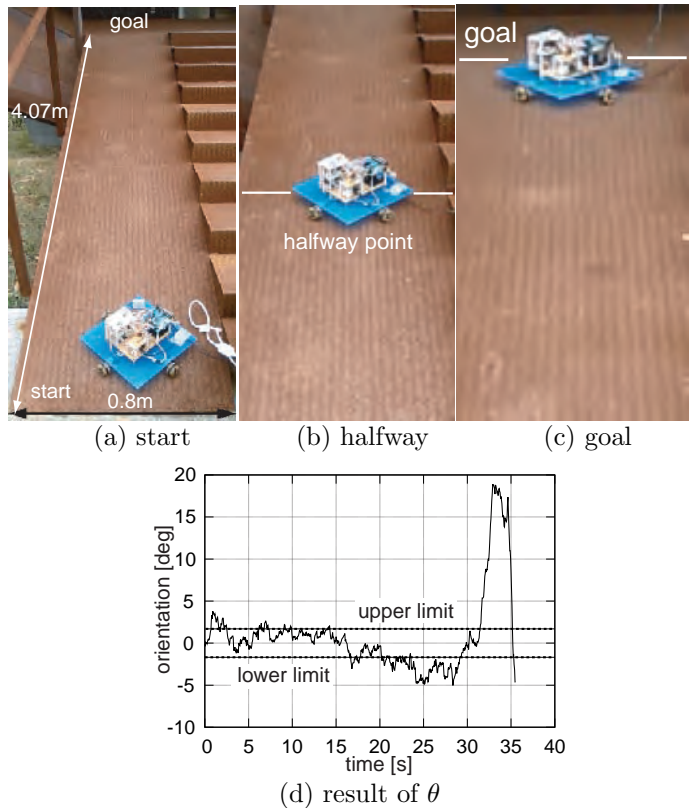 goal
4.07m
start
0.8m
halfway point
goal
(a) start
(b) halfway
(c) goal
orientation [deg]
20
15
10
5
0
-5
-10
upper limit
lower limit
0 5 10 15 20 25 30 35 40
time [s]
(d) result of θ